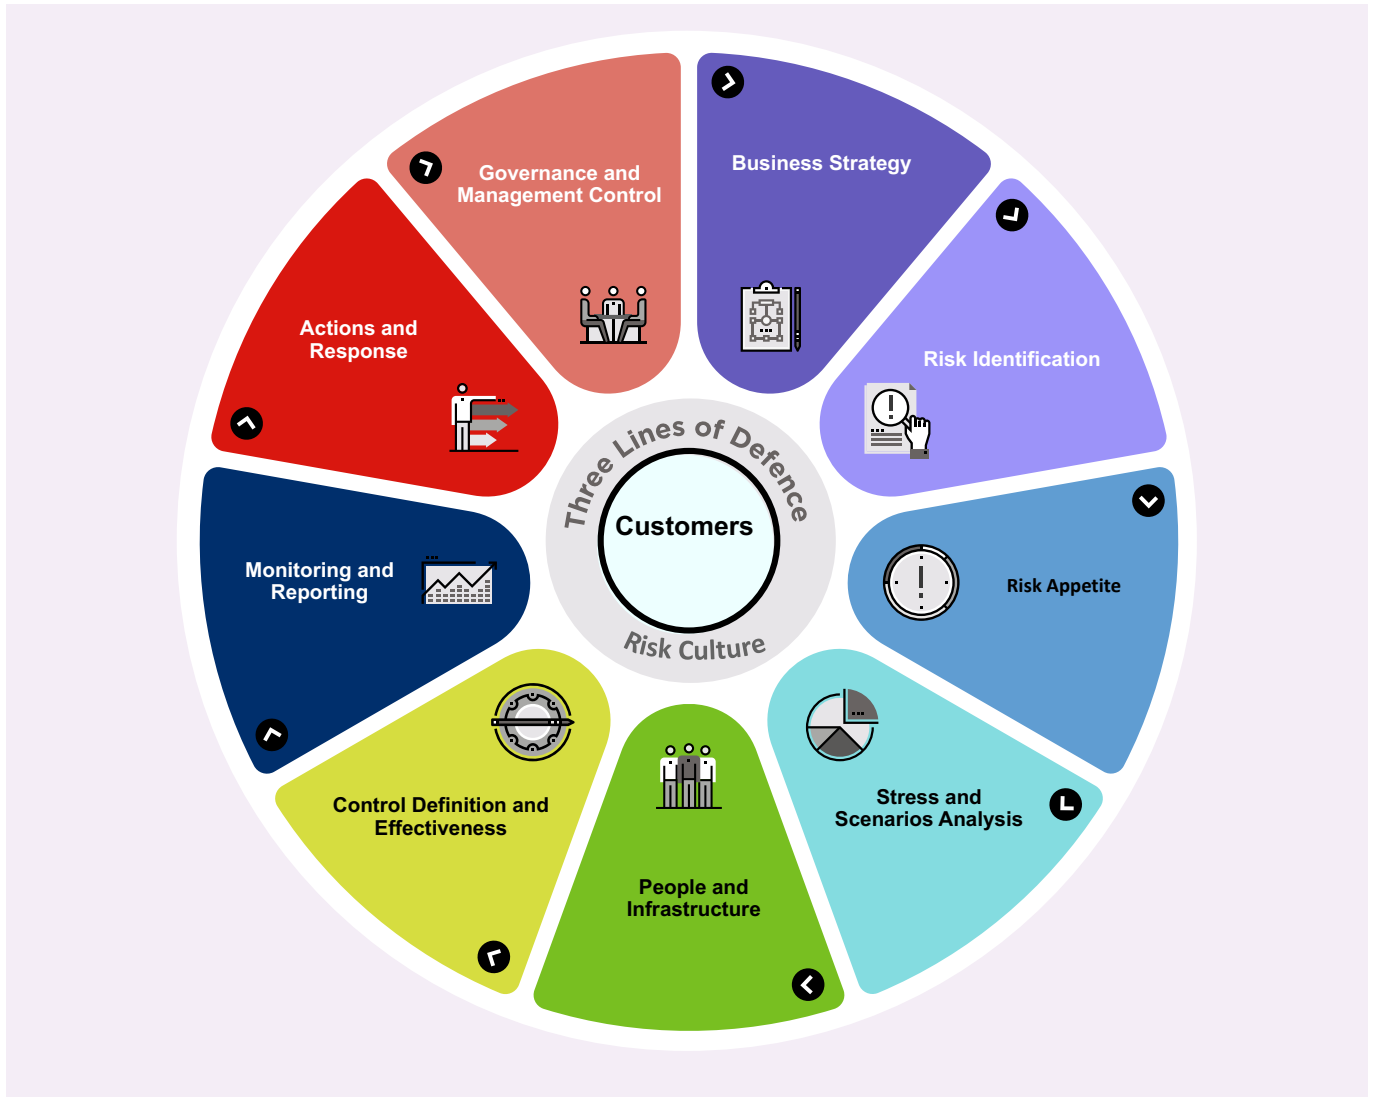 Business Strategy
Risk Identification
Risk Appetite
Stress and
Scenarios Analysis
People and
Infrastructure
Control Definition and
Effectiveness
Monitoring and
Reporting
Actions and
Response
Governance and
Management Control
Three Lines of Defence
Customers
Risk Culture